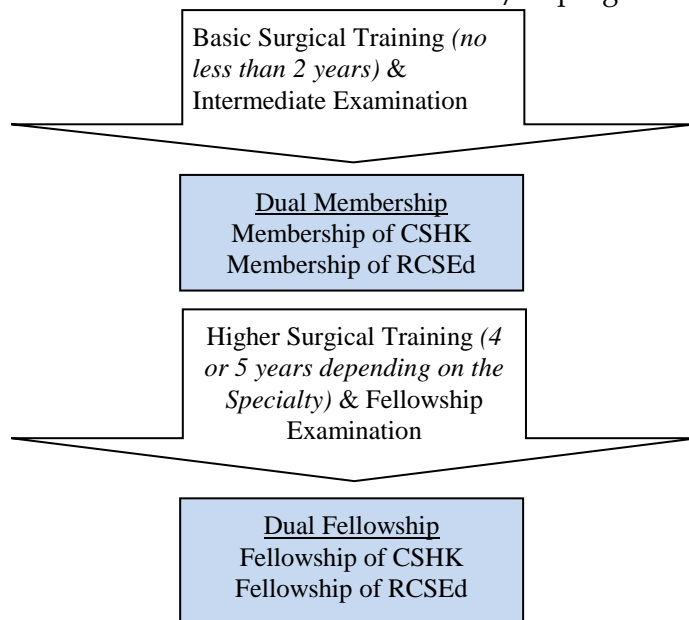 Basic Surgical Training (no
less than 2 years) &
Intermediate Examination
Dual Membership
Membership of CSHK
Membership of RCSEd
Higher Surgical Training (4
or 5 years depending on the
Specialty) & Fellowship
Examination
Dual Fellowship
Fellowship of CSHK
Fellowship of RCSEd